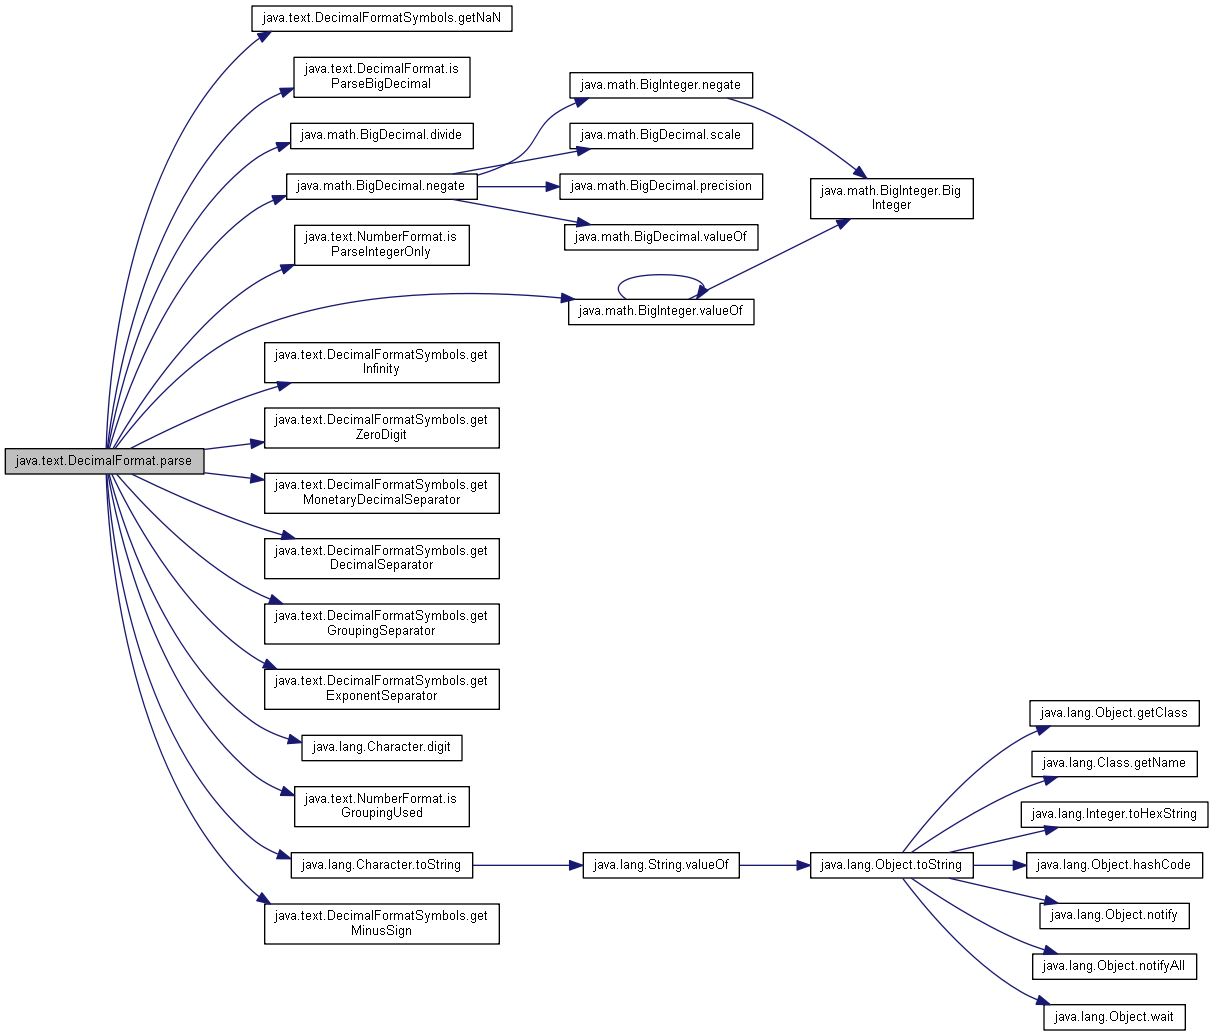 java.text.DecimalFormat.parse
java.text.DecimalFormatSymbols.getNaN
java.text.DecimalFormat.is
ParseBigDecimal
java.math.BigDecimal.divide
java.math.BigDecimal.negate
java.text.NumberFormat.is
ParseIntegerOnly
java.math.BigInteger.negate
java.math.BigDecimal.scale
java.math.BigDecimal.precision
java.math.BigDecimal.valueOf
java.math.BigInteger.valueOf
java.math.BigInteger.Big
Integer
java.text.DecimalFormatSymbols.get
Infinity
java.text.DecimalFormatSymbols.get
ZeroDigit
java.text.DecimalFormatSymbols.get
MonetaryDecimalSeparator
java.text.DecimalFormatSymbols.get
DecimalSeparator
java.text.DecimalFormatSymbols.get
GroupingSeparator
java.text.DecimalFormatSymbols.get
ExponentSeparator
java.lang.Character.digit
java.text.NumberFormat.is
GroupingUsed
java.lang.Character.toString
java.text.DecimalFormatSymbols.get
MinusSign
java.lang.String.valueOf
java.lang.Object.toString
java.lang.Object.getClass
java.lang.Class.getName
java.lang.Integer.toHexString
java.lang.Object.hashCode
java.lang.Object.notify
java.lang.Object.notifyAll
java.lang.Object.wait